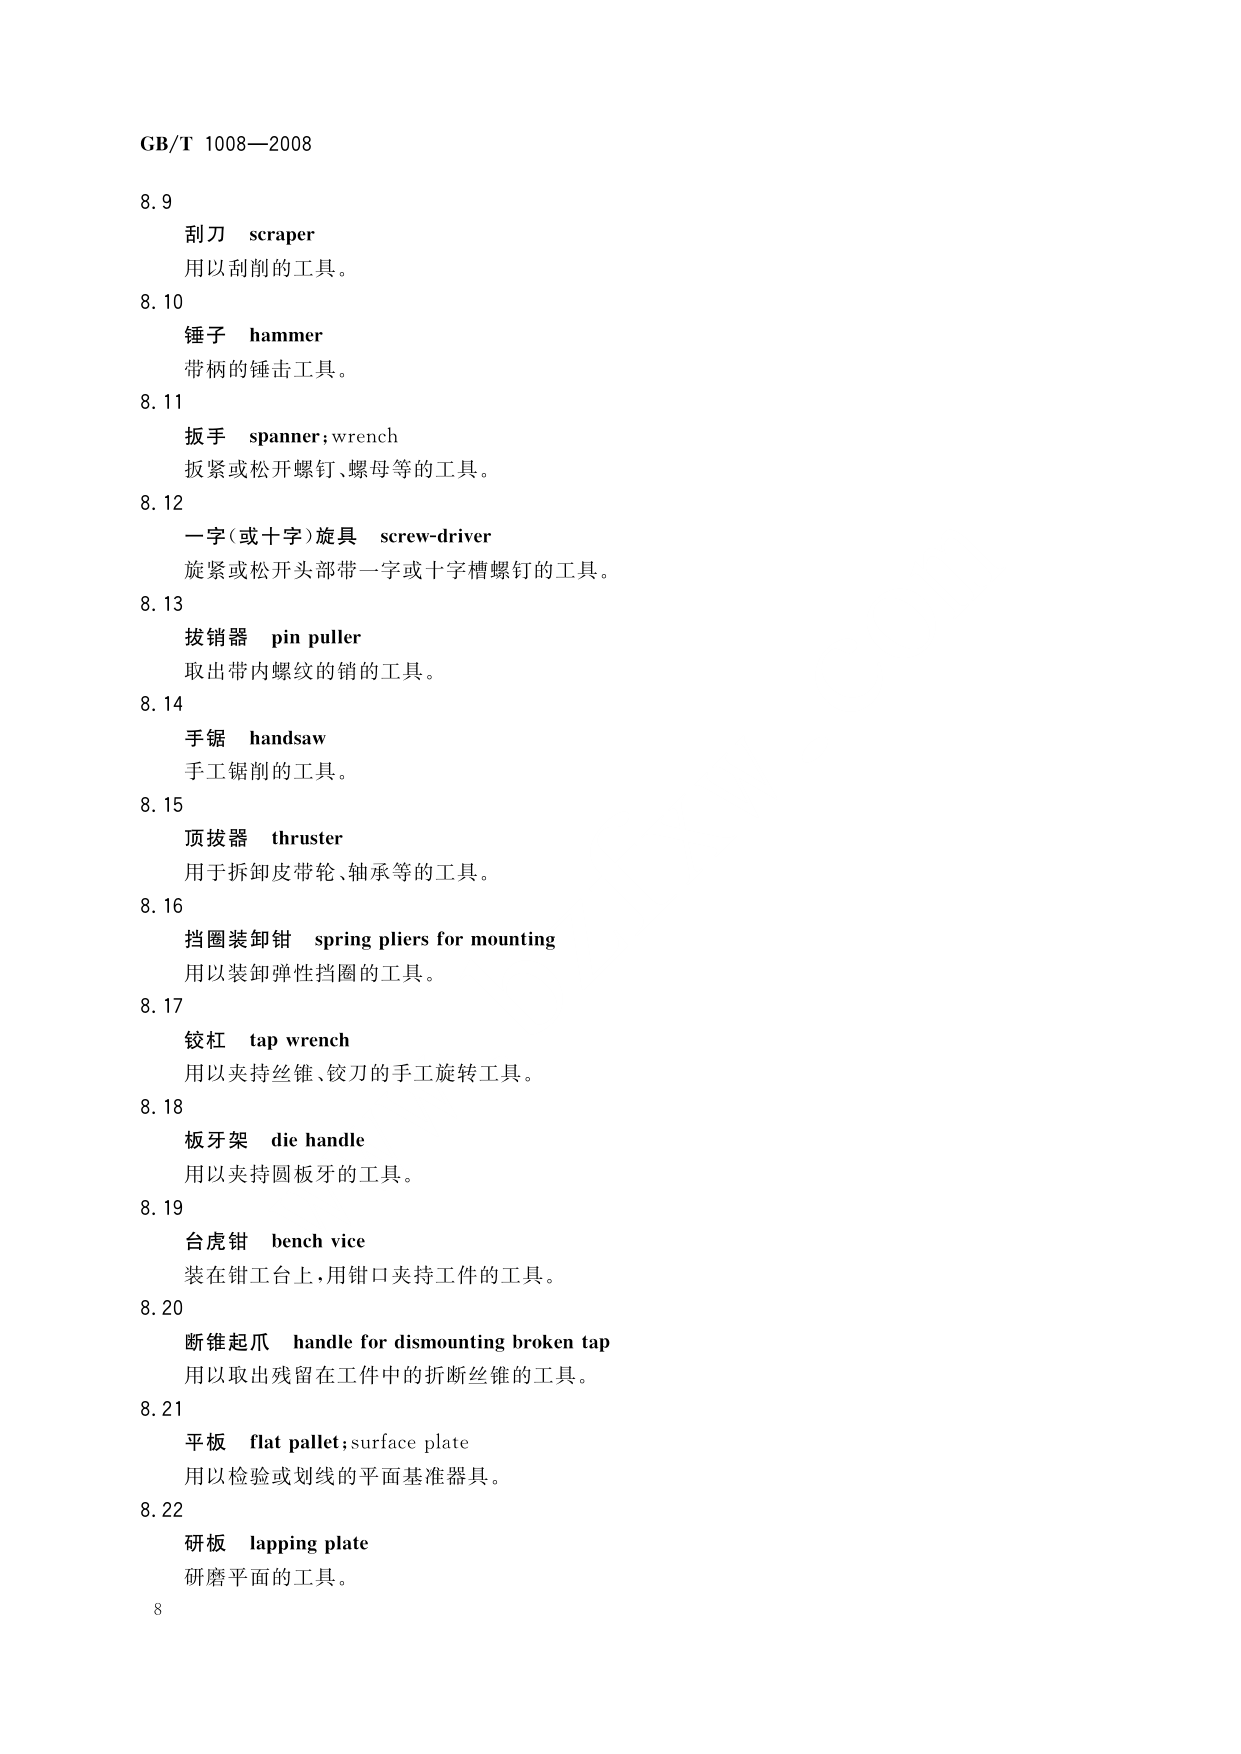 GB/T 1008—2008
8.9
刮刀 scraper
用以刮削的工具。
8.10
锤子 hammer
带柄的锤击工具。
8.11
扳手 spanner;wrench
扳紧或松开螺钉、螺母等的工具。
8.12
一字(或十字)旋具 screw-driver
旋紧或松开头部带一字或十字槽螺钉的工具。
8.13
拔销器 pin puller
取出带内螺纹的销的工具。
8.14
手锯 handsaw
手工锯削的工具。
8.15
顶拔器 thruster
用于拆卸皮带轮、轴承等的工具。
8.16
挡圈装卸钳 spring pliers for mounting
用以装卸弹性挡圈的工具。
8.17
铰杠 tap wrench
用以夹持丝锥、铰刀的手工旋转工具。
8.18
板牙架 die handle
用以夹持圆板牙的工具。
8.19
台虎钳 bench vice
装在钳工台上,用钳口夹持工件的工具。
8.20
断锥起爪 handle for dismounting broken tap
用以取出残留在工件中的折断丝锥的工具。
8.21
平板 flat pallet;surface plate
用以检验或划线的平面基准器具。
8.22
研板 lapping plate
研磨平面的工具。
8